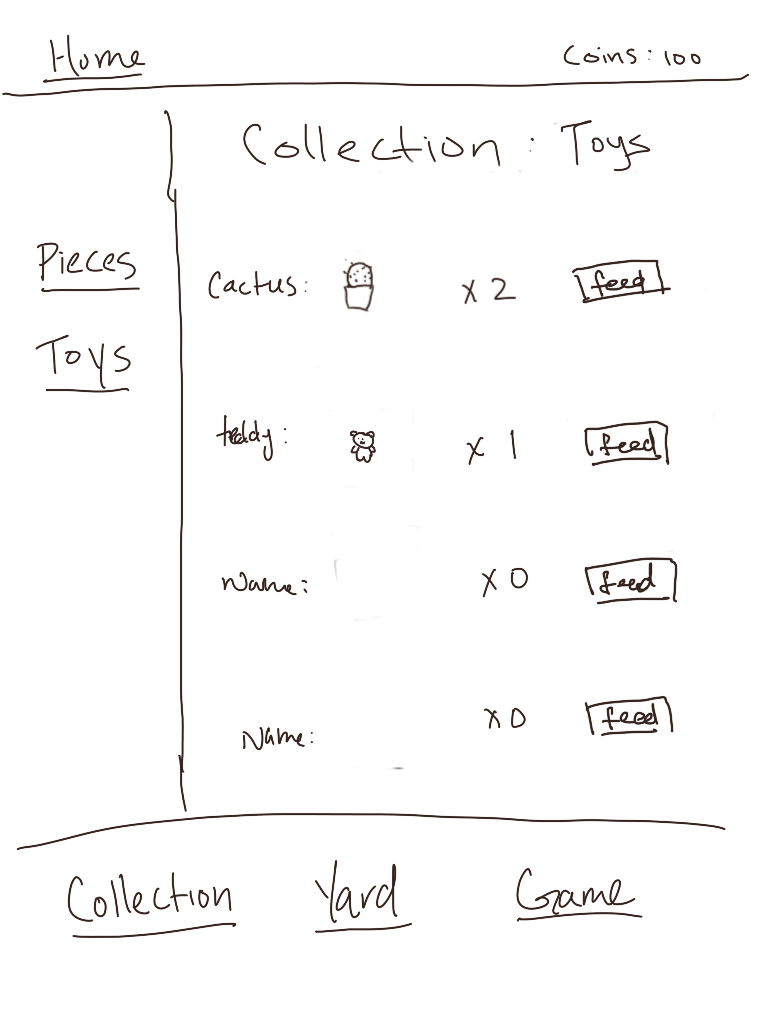 Home Coins: 100
Collection: Toys
Pieces
Toys
Cactus: x 2 feed
teddy: x 1 feed
Name: x 0 feed
Name: x 0 feed
Collection Yard Game